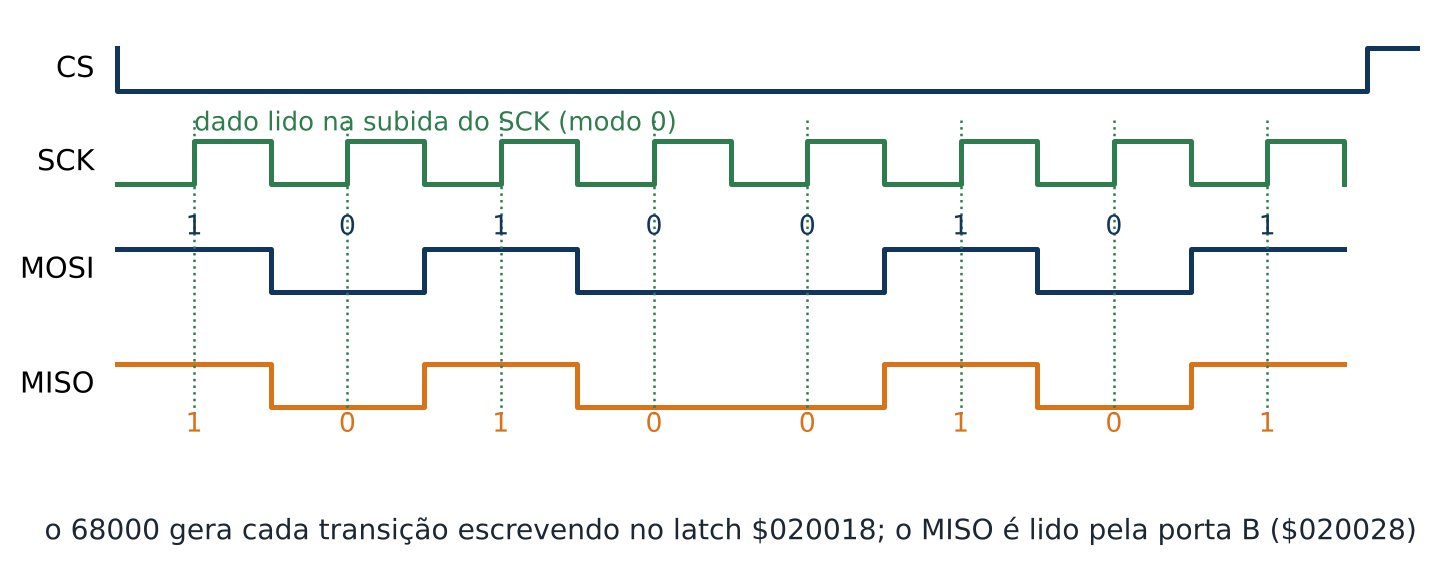 CS
dado lido na subida do SCK (modo 0)
SCK
1 0 1 0 0 1 0 1
MOSI
MISO
1 0 1 0 0 1 0 1
o 68000 gera cada transição escrevendo no latch $020018; o MISO é lido pela porta B ($020028)